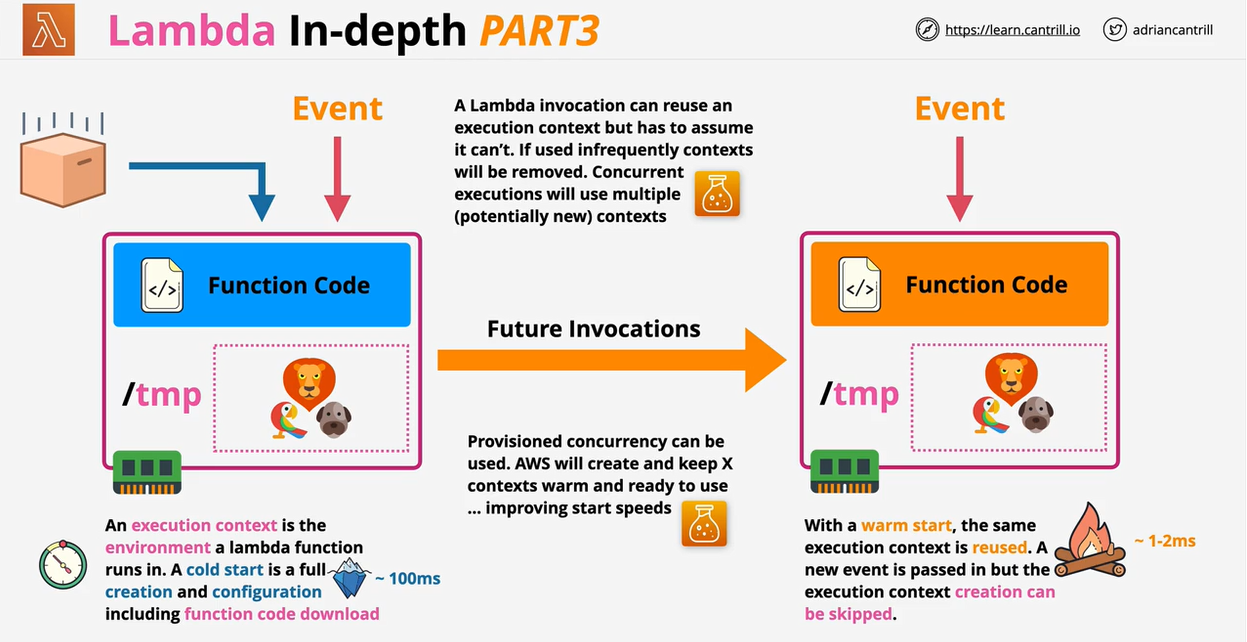 Lambda In-depth PART3
https://learn.cantrill.io
adriancantrill
Event
A Lambda invocation can reuse an
execution context but has to assume
it can't. If used infrequently contexts
will be removed. Concurrent
executions will use multiple
(potentially new) contexts
Event
</>
Function Code
/tmp
Future Invocations
</>
Function Code
/tmp
Provisioned concurrency can be
used. AWS will create and keep X
contexts warm and ready to use
... improving start speeds
An execution context is the
environment a lambda function
runs in. A cold start is a full
creation and configuration
including function code download
~ 100ms
With a warm start, the same
execution context is reused. A
new event is passed in but the
execution context creation can
be skipped.
~ 1-2ms